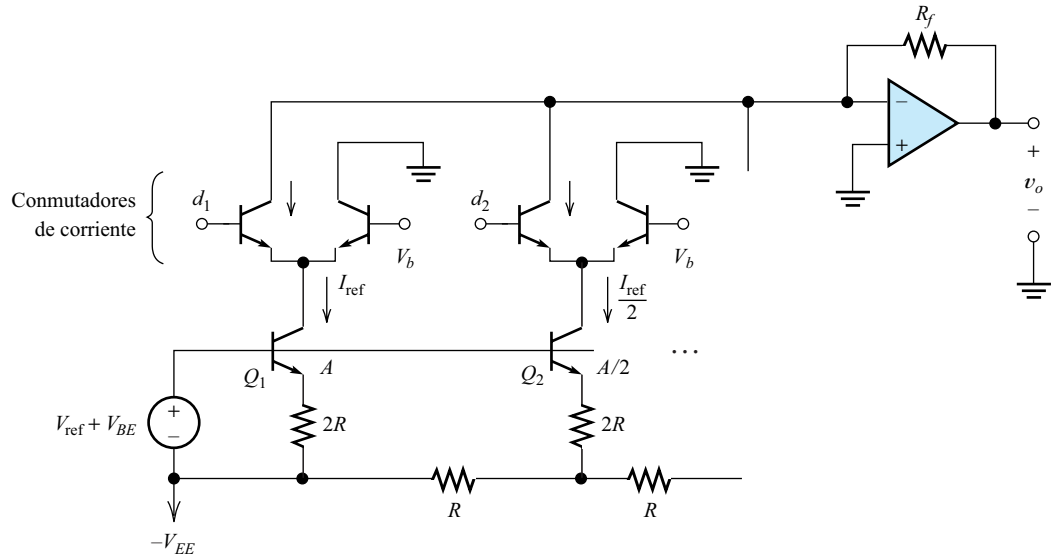 R_f
−
+
+
v_o
−
Conmutadores
de corriente
d_1
V_b
d_2
V_b
I_ref
I_ref
2
Q_1
A
Q_2
A/2
...
V_ref + V_BE
+
−
2R
2R
R
R
−V_EE